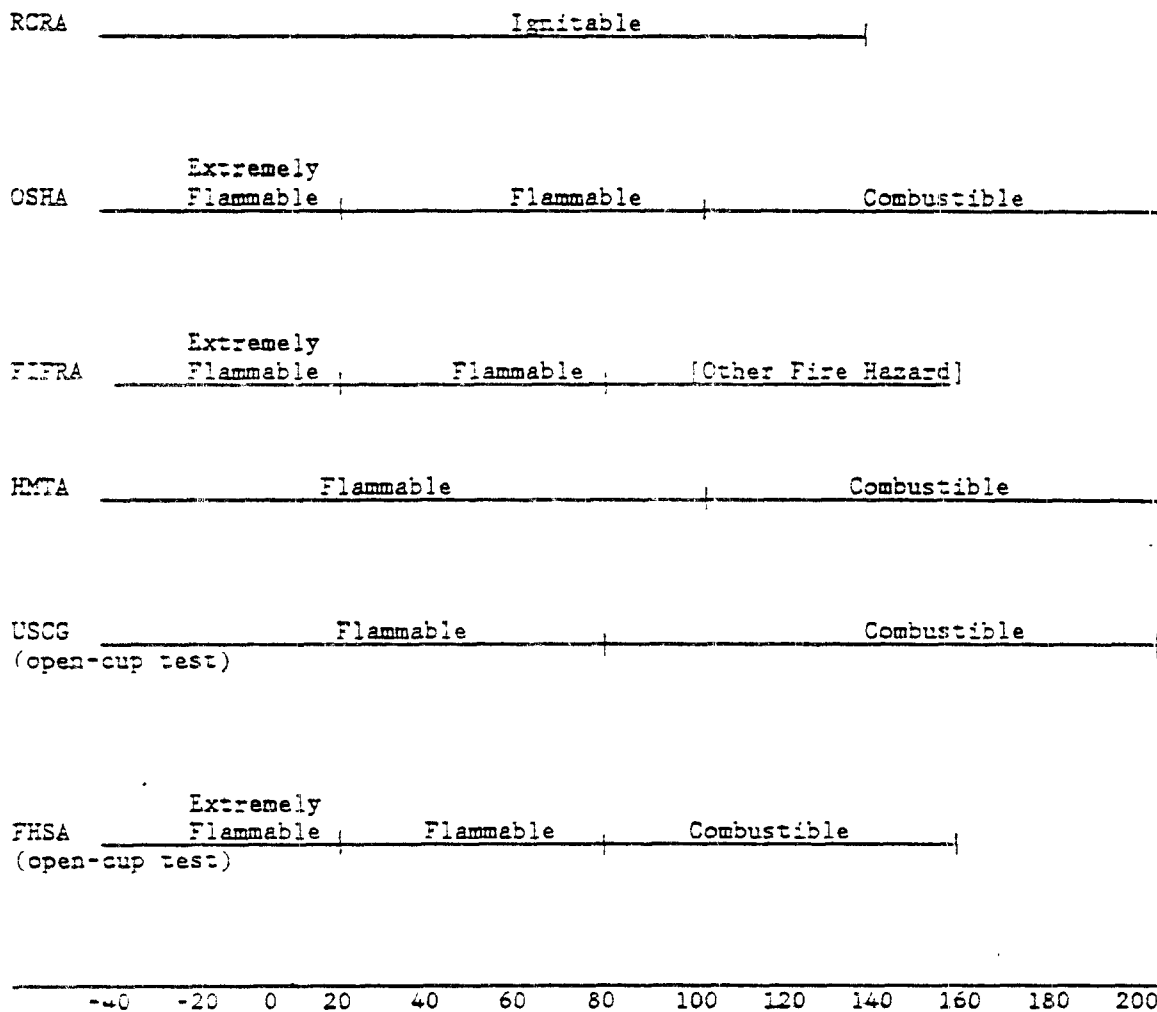 RCRA Ignitable
Extremely
OSHA Flammable Flammable Combustible
Extremely
FIFRA Flammable Flammable [Other Fire Hazard]
HMTA Flammable Combustible
USCG Flammable Combustible
(open-cup test)
Extremely
FHSA Flammable Flammable Combustible
(open-cup test)
-40 -20 0 20 40 60 80 100 120 140 160 180 200